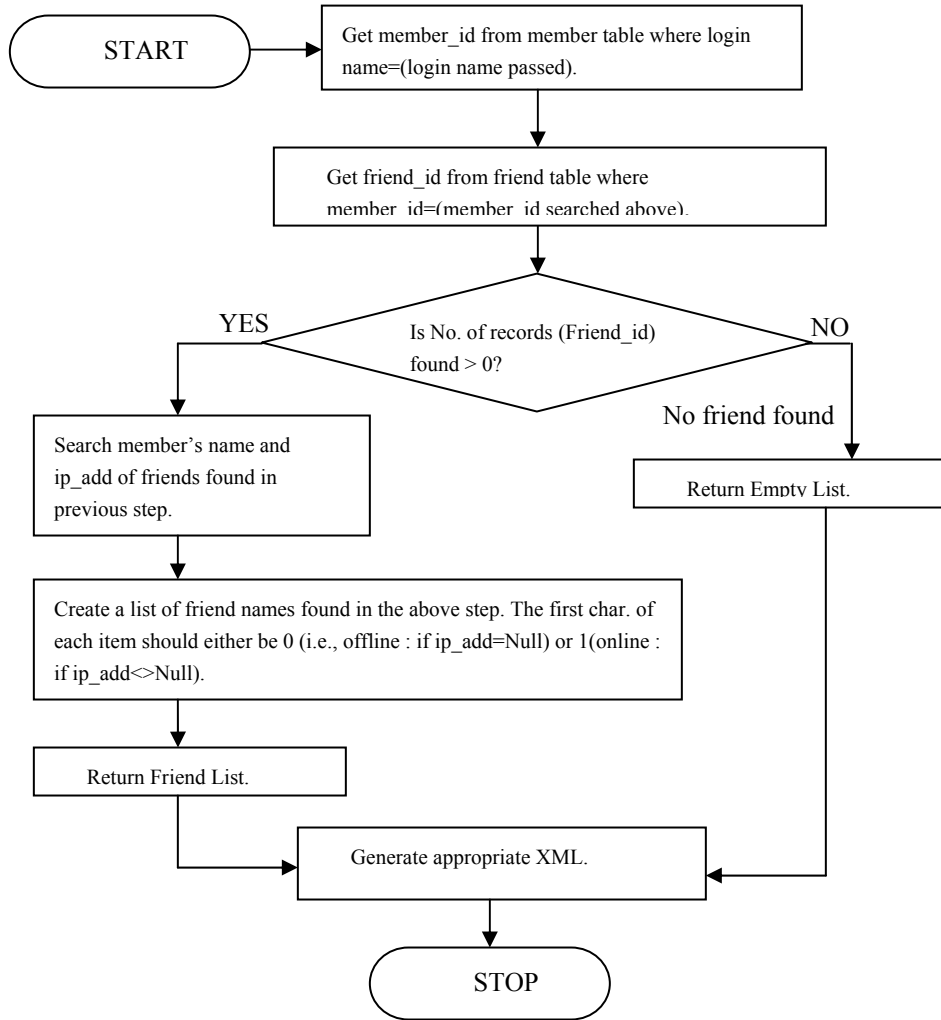 START
Get member_id from member table where login
name=(login name passed).
Get friend_id from friend table where
member_id=(member_id searched above).
Is No. of records (Friend_id)
found > 0?
YES
NO
No friend found
Search member’s name and
ip_add of friends found in
previous step.
Return Empty List.
Create a list of friend names found in the above step. The first char. of
each item should either be 0 (i.e., offline : if ip_add=Null) or 1(online :
if ip_add<>Null).
Return Friend List.
Generate appropriate XML.
STOP